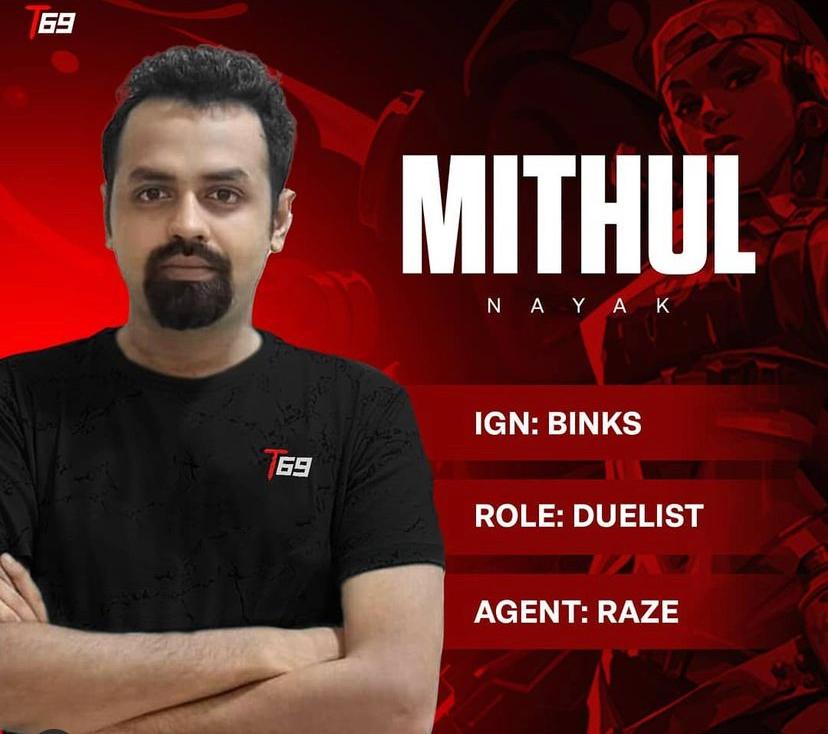 T69
MITHUL
NAYAK
IGN: BINKS
T69
ROLE: DUELIST
AGENT: RAZE